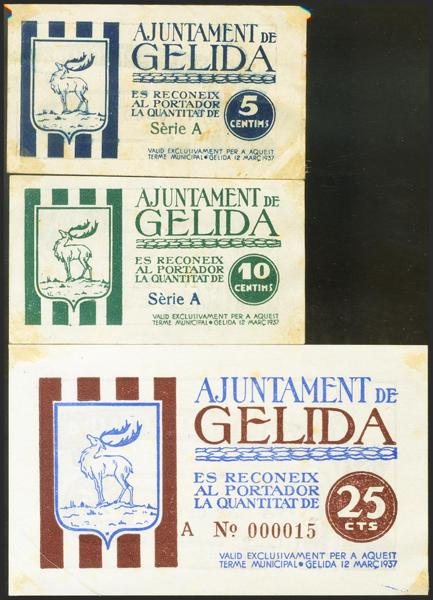 AJUNTAMENT DE
GELIDA
ES RECONEIX
AL PORTADOR
LA QUANTITAT DE
Sèrie A
5
CENTIMS
VALID EXCLUSIVAMENT PER A AQUEST
TERME MUNICIPAL • GELIDA 12 MARÇ 1937
AJUNTAMENT DE
GELIDA
ES RECONEIX
AL PORTADOR
LA QUANTITAT DE
Sèrie A
10
CENTIMS
VALID EXCLUSIVAMENT PER A AQUEST
TERME MUNICIPAL • GELIDA 12 MARÇ 1937
AJUNTAMENT DE
GELIDA
ES RECONEIX
AL PORTADOR
LA QUANTITAT DE
25
CTS
A Nº 000015
VALID EXCLUSIVAMENT PER A AQUEST
TERME MUNICIPAL • GELIDA 12 MARÇ 1937